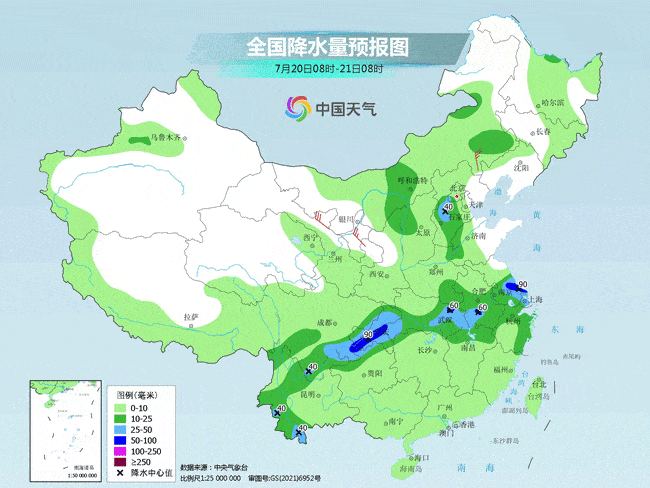 全国降水量预报图
7月20日08时-21日08时
中国天气
哈尔滨
长春
沈阳
乌鲁木齐
呼和浩特
北京
天津
渤
海
石家庄
40
黄
海
银川
太原
济南
西宁
兰州
西安
郑州
拉萨
成都
90
合肥
南京
90
上海
60
武汉
60
杭州
东 海
长沙
南昌
钓鱼岛
赤尾屿
40
贵阳
福州
台北
台湾岛
台
湾
海
峡
澎湖列岛
昆明
40
40
南宁
广州
香港
澳门
东沙群岛
海口
海南岛
南 海
南海诸岛
1:50 000 000
图例(毫米)
0-10
10-25
25-50
50-100
100-250
≥250
降水中心值
数据来源：中央气象台
比例尺1:25 000 000 审图号:GS(2021)6952号